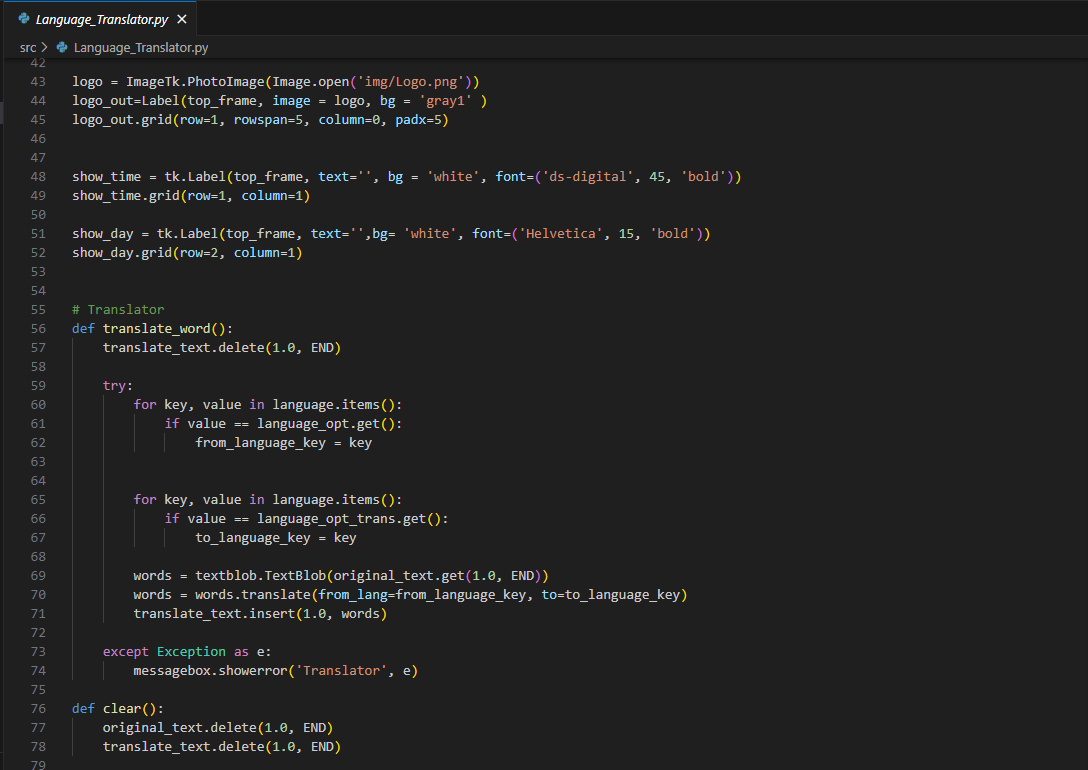 Language_Translator.py
src > Language_Translator.py
42
43 logo = ImageTk.PhotoImage(Image.open('img/Logo.png'))
44 logo_out=Label(top_frame, image = logo, bg = 'gray1' )
45 logo_out.grid(row=1, rowspan=5, column=0, padx=5)
46
47
48 show_time = tk.Label(top_frame, text='', bg = 'white', font=('ds-digital', 45, 'bold'))
49 show_time.grid(row=1, column=1)
50
51 show_day = tk.Label(top_frame, text='',bg= 'white', font=('Helvetica', 15, 'bold'))
52 show_day.grid(row=2, column=1)
53
54
55 # Translator
56 def translate_word():
57     translate_text.delete(1.0, END)
58
59     try:
60         for key, value in language.items():
61             if value == language_opt.get():
62                 from_language_key = key
63
64
65         for key, value in language.items():
66             if value == language_opt_trans.get():
67                 to_language_key = key
68
69         words = textblob.TextBlob(original_text.get(1.0, END))
70         words = words.translate(from_lang=from_language_key, to=to_language_key)
71         translate_text.insert(1.0, words)
72
73     except Exception as e:
74         messagebox.showerror('Translator', e)
75
76 def clear():
77     original_text.delete(1.0, END)
78     translate_text.delete(1.0, END)
79